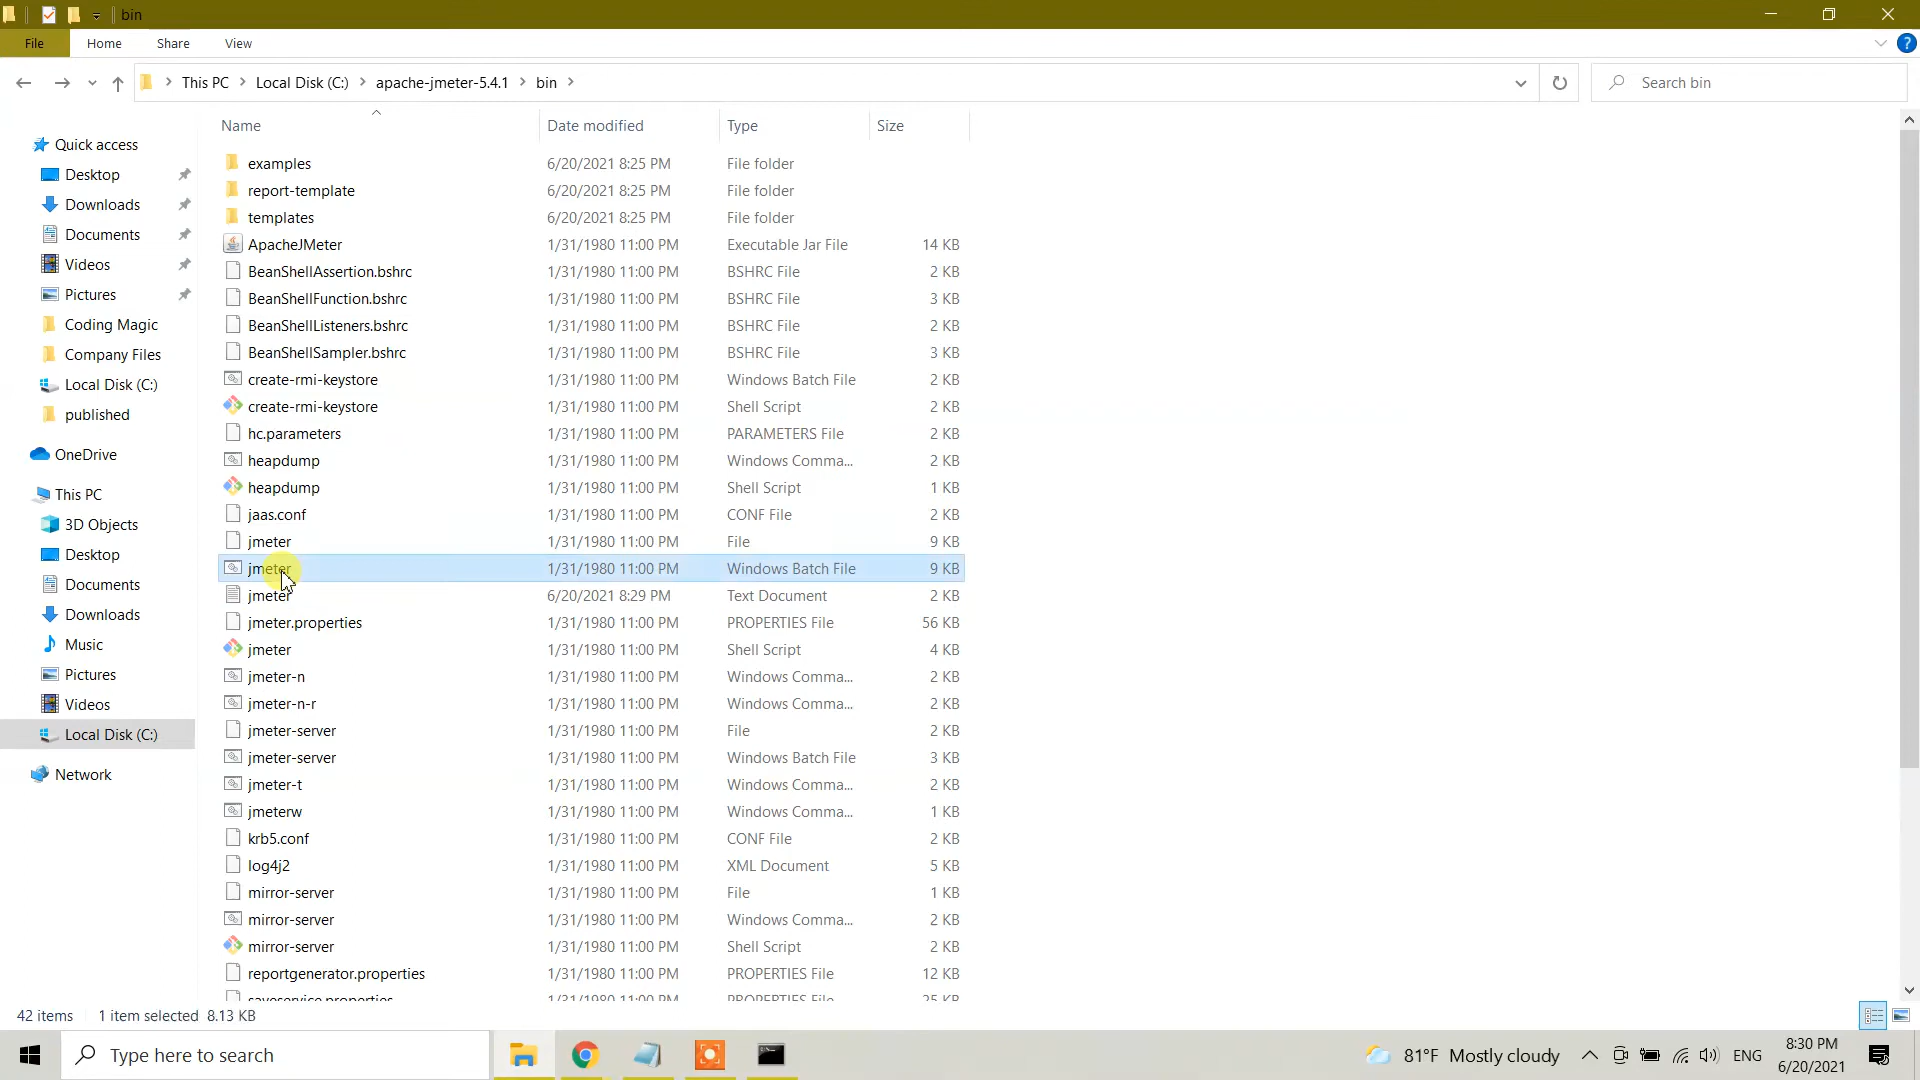 bin
File Home Share View
This PC Local Disk (C:) apache-jmeter-5.4.1 bin Search bin
Name Date modified Type Size
Quick access
Desktop
Downloads
Documents
Videos
Pictures
Coding Magic
Company Files
Local Disk (C:)
published
OneDrive
This PC
3D Objects
Desktop
Documents
Downloads
Music
Pictures
Videos
Local Disk (C:)
Network
examples 6/20/2021 8:25 PM File folder
report-template 6/20/2021 8:25 PM File folder
templates 6/20/2021 8:25 PM File folder
ApacheJMeter 1/31/1980 11:00 PM Executable Jar File 14 KB
BeanShellAssertion.bshrc 1/31/1980 11:00 PM BSHRC File 2 KB
BeanShellFunction.bshrc 1/31/1980 11:00 PM BSHRC File 3 KB
BeanShellListeners.bshrc 1/31/1980 11:00 PM BSHRC File 2 KB
BeanShellSampler.bshrc 1/31/1980 11:00 PM BSHRC File 3 KB
create-rmi-keystore 1/31/1980 11:00 PM Windows Batch File 2 KB
create-rmi-keystore 1/31/1980 11:00 PM Shell Script 2 KB
hc.parameters 1/31/1980 11:00 PM PARAMETERS File 2 KB
heapdump 1/31/1980 11:00 PM Windows Comma... 2 KB
heapdump 1/31/1980 11:00 PM Shell Script 1 KB
jaas.conf 1/31/1980 11:00 PM CONF File 2 KB
jmeter 1/31/1980 11:00 PM File 9 KB
jmeter 1/31/1980 11:00 PM Windows Batch File 9 KB
jmeter 6/20/2021 8:29 PM Text Document 2 KB
jmeter.properties 1/31/1980 11:00 PM PROPERTIES File 56 KB
jmeter 1/31/1980 11:00 PM Shell Script 4 KB
jmeter-n 1/31/1980 11:00 PM Windows Comma... 2 KB
jmeter-n-r 1/31/1980 11:00 PM Windows Comma... 2 KB
jmeter-server 1/31/1980 11:00 PM File 2 KB
jmeter-server 1/31/1980 11:00 PM Windows Batch File 3 KB
jmeter-t 1/31/1980 11:00 PM Windows Comma... 2 KB
jmeterw 1/31/1980 11:00 PM Windows Comma... 1 KB
krb5.conf 1/31/1980 11:00 PM CONF File 2 KB
log4j2 1/31/1980 11:00 PM XML Document 5 KB
mirror-server 1/31/1980 11:00 PM File 1 KB
mirror-server 1/31/1980 11:00 PM Windows Comma... 2 KB
mirror-server 1/31/1980 11:00 PM Shell Script 2 KB
reportgenerator.properties 1/31/1980 11:00 PM PROPERTIES File 12 KB
saveservice.properties 1/31/1980 11:00 PM PROPERTIES File 25 KB
42 items 1 item selected 8.13 KB
Type here to search
81°F Mostly cloudy
ENG
8:30 PM
6/20/2021